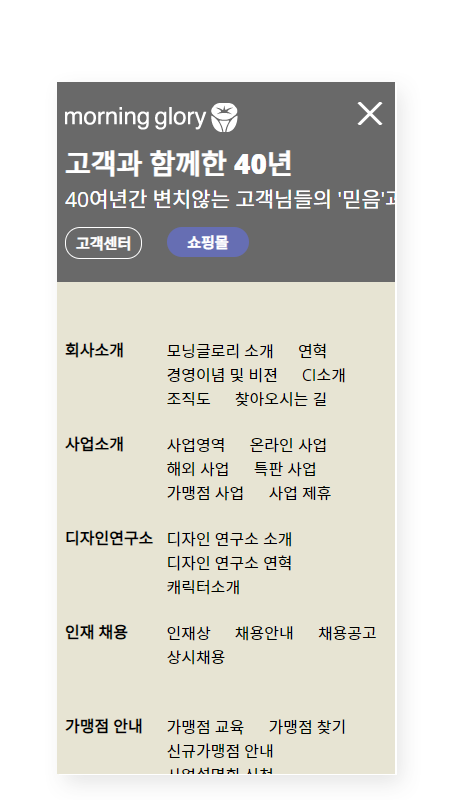 morning glory
고객과 함께한 40년
40여년간 변치않는 고객님들의 '믿음'과
고객센터 쇼핑몰
회사소개 모닝글로리 소개 연혁
경영이념 및 비젼 CI소개
조직도 찾아오시는 길
사업소개 사업영역 온라인 사업
해외 사업 특판 사업
가맹점 사업 사업 제휴
디자인연구소 디자인 연구소 소개
디자인 연구소 연혁
캐릭터소개
인재 채용 인재상 채용안내 채용공고
상시채용
가맹점 안내 가맹점 교육 가맹점 찾기
신규가맹점 안내
사업설명회 신청